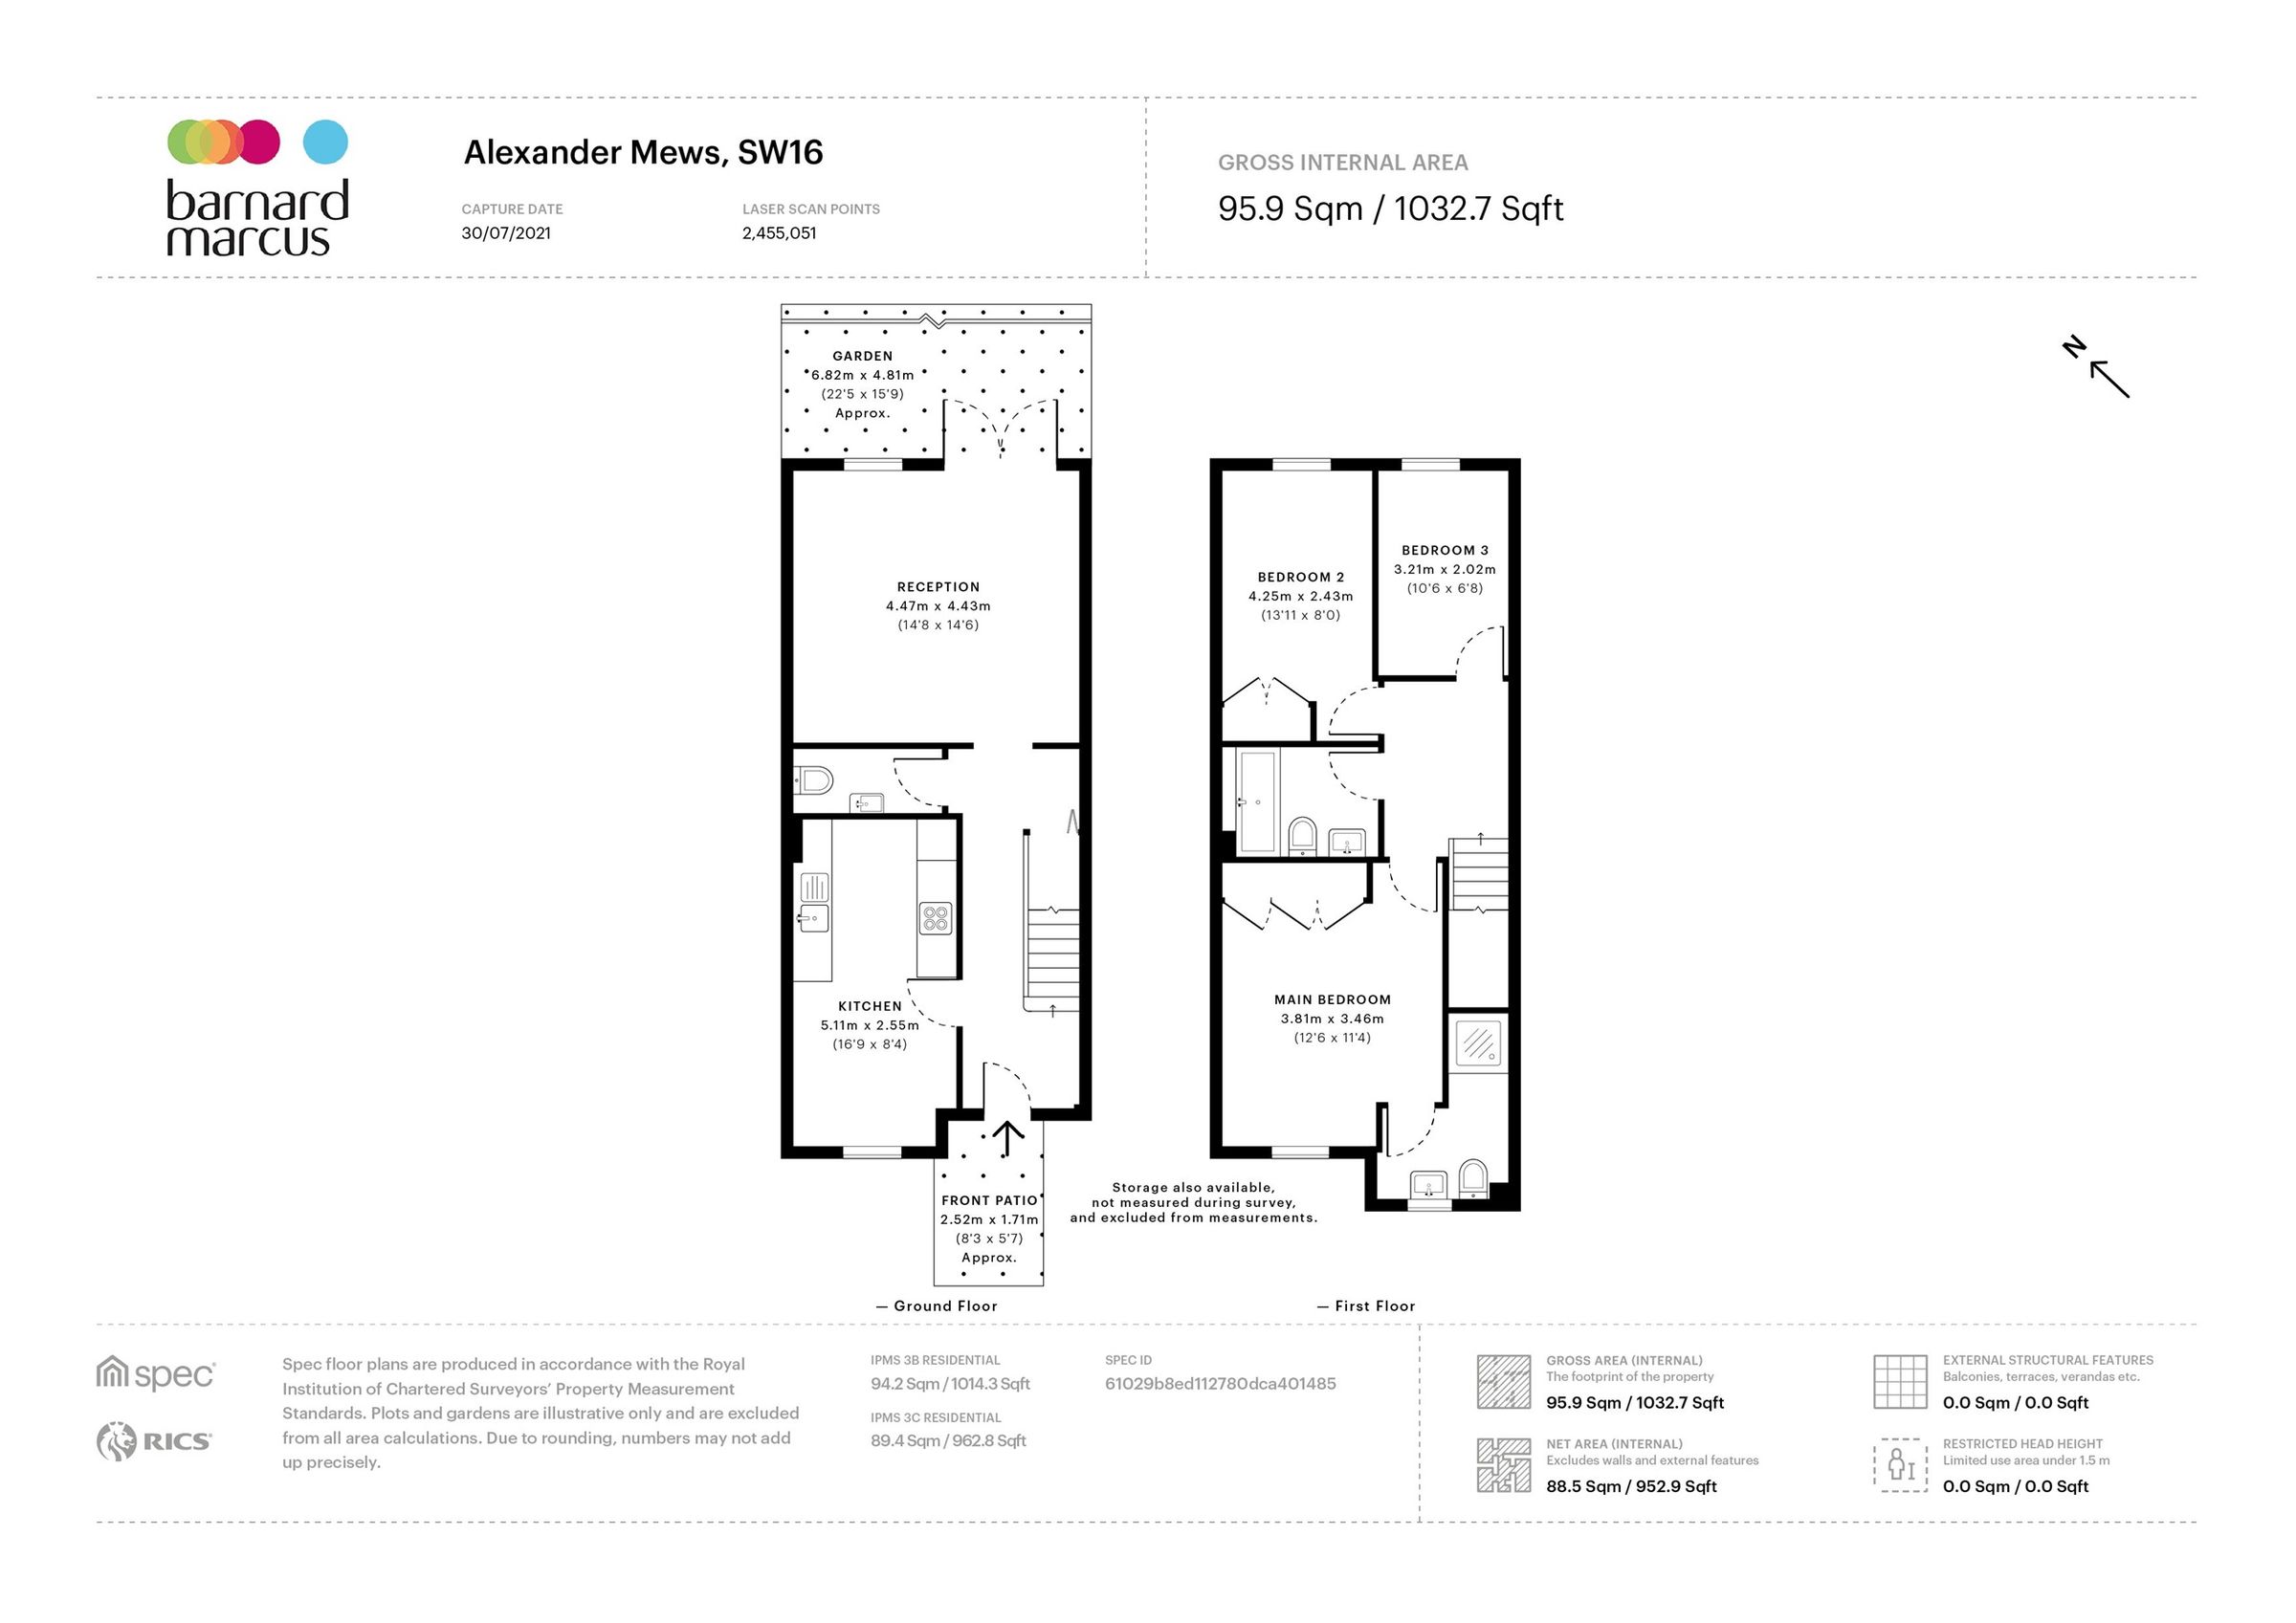 barnard
marcus
Alexander Mews, SW16
CAPTURE DATE
30/07/2021
LASER SCAN POINTS
2,455,051
GROSS INTERNAL AREA
95.9 Sqm / 1032.7 Sqft
N
GARDEN
6.82m x 4.81m
(22'5 x 15'9)
Approx.
RECEPTION
4.47m x 4.43m
(14'8 x 14'6)
KITCHEN
5.11m x 2.55m
(16'9 x 8'4)
FRONT PATIO
2.52m x 1.71m
(8'3 x 5'7)
Approx.
— Ground Floor
BEDROOM 2
4.25m x 2.43m
(13'11 x 8'0)
BEDROOM 3
3.21m x 2.02m
(10'6 x 6'8)
MAIN BEDROOM
3.81m x 3.46m
(12'6 x 11'4)
Storage also available,
not measured during survey,
and excluded from measurements.
— First Floor
spec®
RICS®
Spec floor plans are produced in accordance with the Royal
Institution of Chartered Surveyors’ Property Measurement
Standards. Plots and gardens are illustrative only and are excluded
from all area calculations. Due to rounding, numbers may not add
up precisely.
IPMS 3B RESIDENTIAL
94.2 Sqm / 1014.3 Sqft
IPMS 3C RESIDENTIAL
89.4 Sqm / 962.8 Sqft
SPEC ID
61029b8ed112780dca401485
GROSS AREA (INTERNAL)
The footprint of the property
95.9 Sqm / 1032.7 Sqft
NET AREA (INTERNAL)
Excludes walls and external features
88.5 Sqm / 952.9 Sqft
EXTERNAL STRUCTURAL FEATURES
Balconies, terraces, verandas etc.
0.0 Sqm / 0.0 Sqft
RESTRICTED HEAD HEIGHT
Limited use area under 1.5 m
0.0 Sqm / 0.0 Sqft